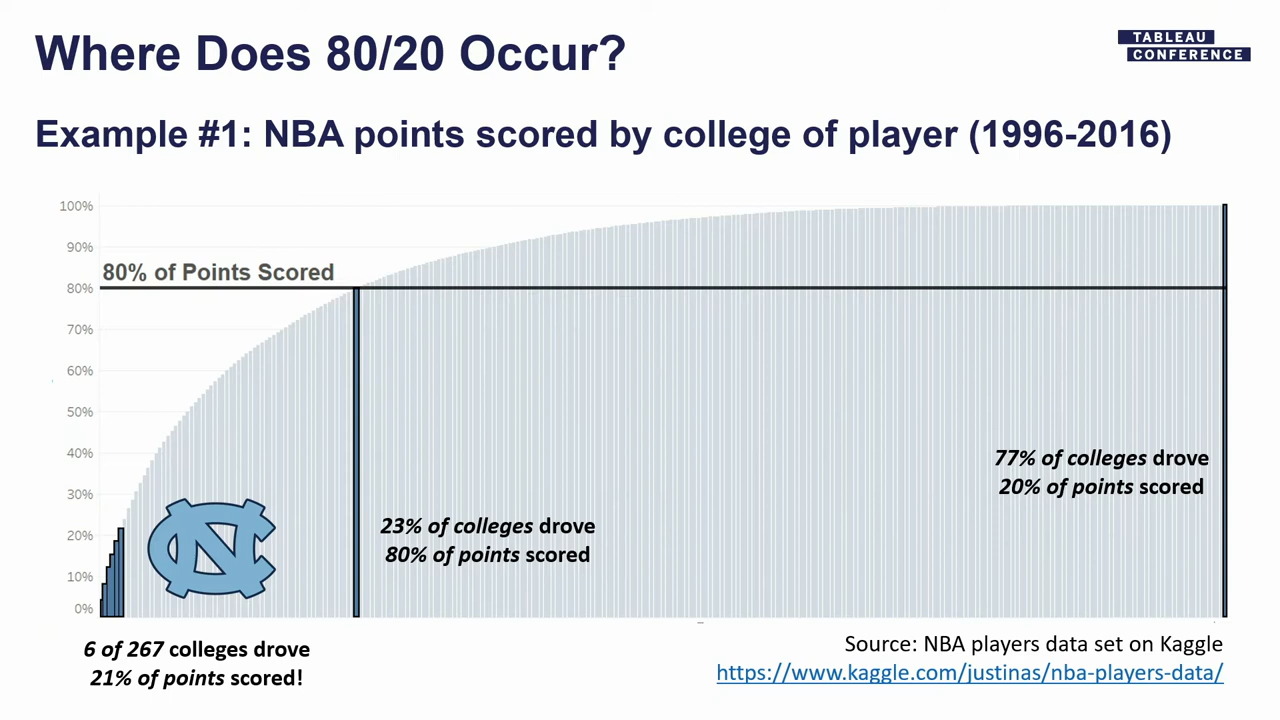 Where Does 80/20 Occur?
TABLEAU
CONFERENCE
Example #1: NBA points scored by college of player (1996-2016)
100%
90%
80% of Points Scored
80%
70%
60%
50%
40%
30%
20%
10%
0%
NC
77% of colleges drove
20% of points scored
23% of colleges drove
80% of points scored
6 of 267 colleges drove
21% of points scored!
Source: NBA players data set on Kaggle
https://www.kaggle.com/justinas/nba-players-data/